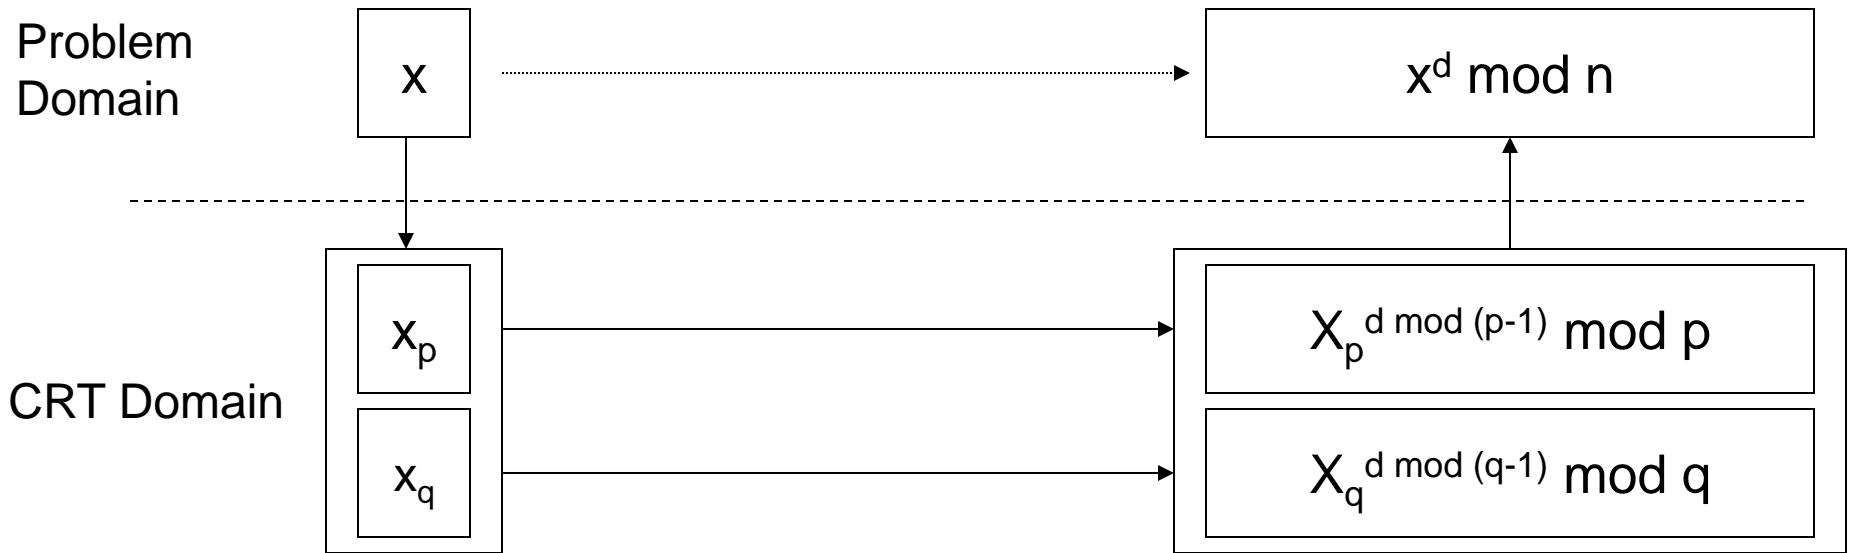 Problem
Domain
x
x^d mod n
x_p
X_p^d mod (p-1) mod p
CRT Domain
x_q
X_q^d mod (q-1) mod q